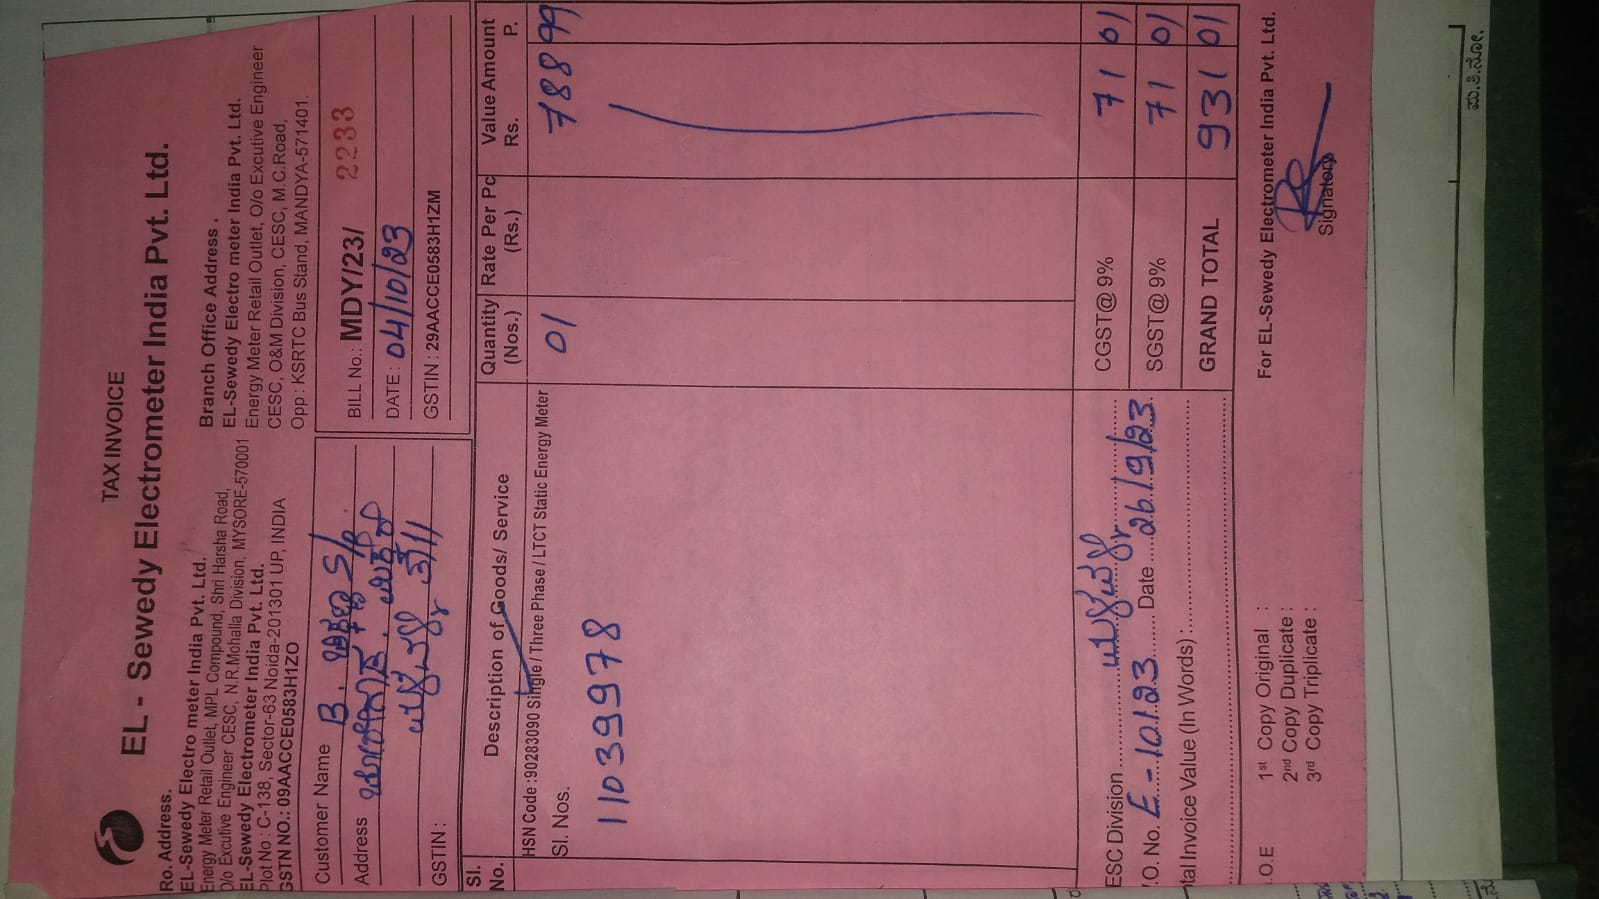 TAX INVOICE
EL - Sewedy Electrometer India Pvt. Ltd.
Ro. Address.
EL-Sewedy Electro meter India Pvt. Ltd.
Energy Meter Retail Outlet, MPL Compound, Shri Harsha Road,
O/o Excutive Engineer CESC, N.R.Mohalla Division, MYSORE-570001
EL-Sewedy Electrometer India Pvt. Ltd.
Plot No : C-138, Sector-63 Noida-201301 UP, INDIA
GSTN NO.: 09AACCE0583H1ZO
Branch Office Address .
EL-Sewedy Electro meter India Pvt. Ltd.
Energy Meter Retail Outlet, O/o Excutive Engineer
CESC, O&M Division, CESC, M.C.Road,
Opp : KSRTC Bus Stand, MANDYA-571401.
Customer Name B. S/o
Address
GSTIN :
BILL No.: MDY/23/ 2233
DATE : 04/10/23
GSTIN : 29AACCE0583H1ZM
Sl. No. Description of Goods/ Service Quantity (Nos.) Rate Per Pc (Rs.) Value Amount Rs. P.
HSN Code :90283090 Single / Three Phase / LTCT Static Energy Meter 01 788 99
Sl. Nos.
11039978
ESC Division
.O. No. E-10123 Date 26/9/23
tal Invoice Value (In Words) :
CGST@ 9% 71 01
SGST@ 9% 71 01
GRAND TOTAL 931 01
.O.E
1st Copy Original :
2nd Copy Duplicate :
3rd Copy Triplicate :
For EL-Sewedy Electrometer India Pvt. Ltd.
Signatory
ಮ.ತಿ.ನೋ.